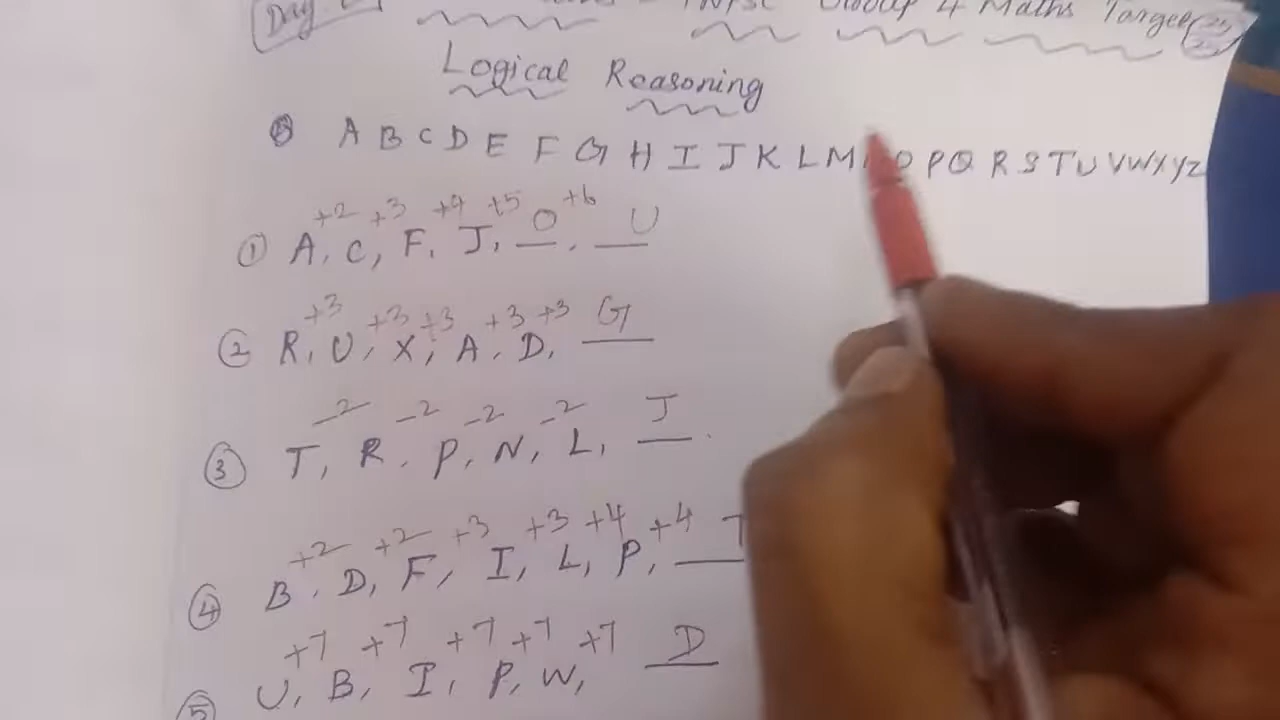 Day
Group 4 Maths Target
Logical Reasoning
A B C D E F G H I J K L M O P Q R S T U V W X Y Z
+2 +3 +4 +5 +6
① A, C, F, J, O, U
+3 +3 +3 +3 +3
② R, U, X, A, D, G
-2 -2 -2 -2
③ T, R, P, N, L, J.
+2 +2 +3 +3 +4 +4
④ B, D, F, I, L, P, T
+7 +7 +7 +7 +7
⑤ U, B, I, P, W, D